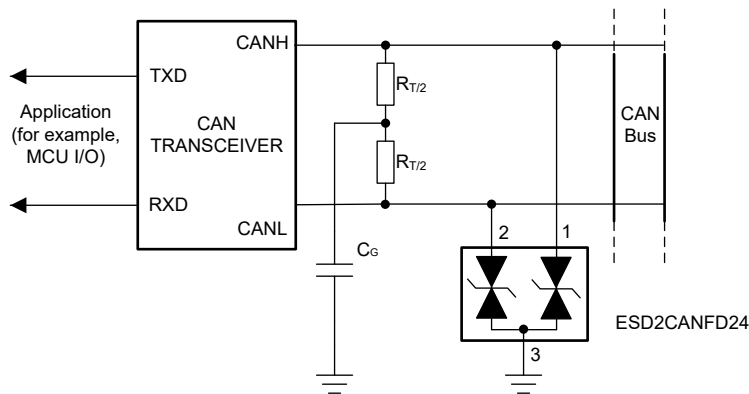 CANH
TXD
Application
(for example,
MCU I/O)
CAN
TRANSCEIVER
RXD
CANL
RT/2
RT/2
CG
CAN
Bus
2
1
3
ESD2CANFD24